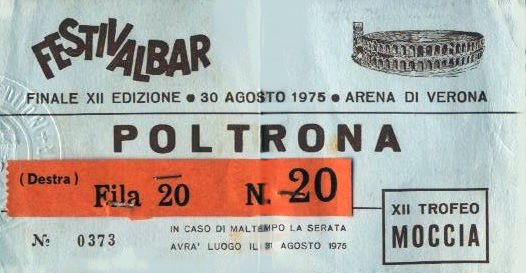 FESTIVALBAR
FINALE XII EDIZIONE • 30 AGOSTO 1975 • ARENA DI VERONA
POLTRONA
(Destra) Fila 20 N. 20
Nº 0373
IN CASO DI MALTEMPO LA SERATA
AVRA' LUOGO IL 31 AGOSTO 1975
XII TROFEO
MOCCIA